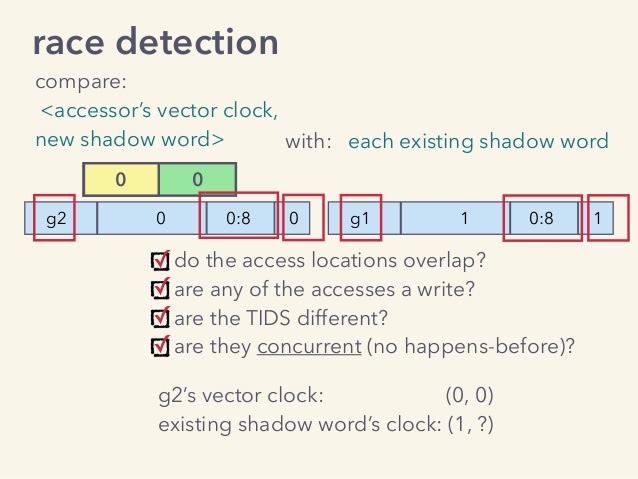 race detection
compare:
<accessor's vector clock,
new shadow word>
with: each existing shadow word
0 0
g2 0 0:8 0 g1 1 0:8 1
do the access locations overlap?
are any of the accesses a write?
are the TIDS different?
are they concurrent (no happens-before)?
g2's vector clock: (0, 0)
existing shadow word's clock: (1, ?)